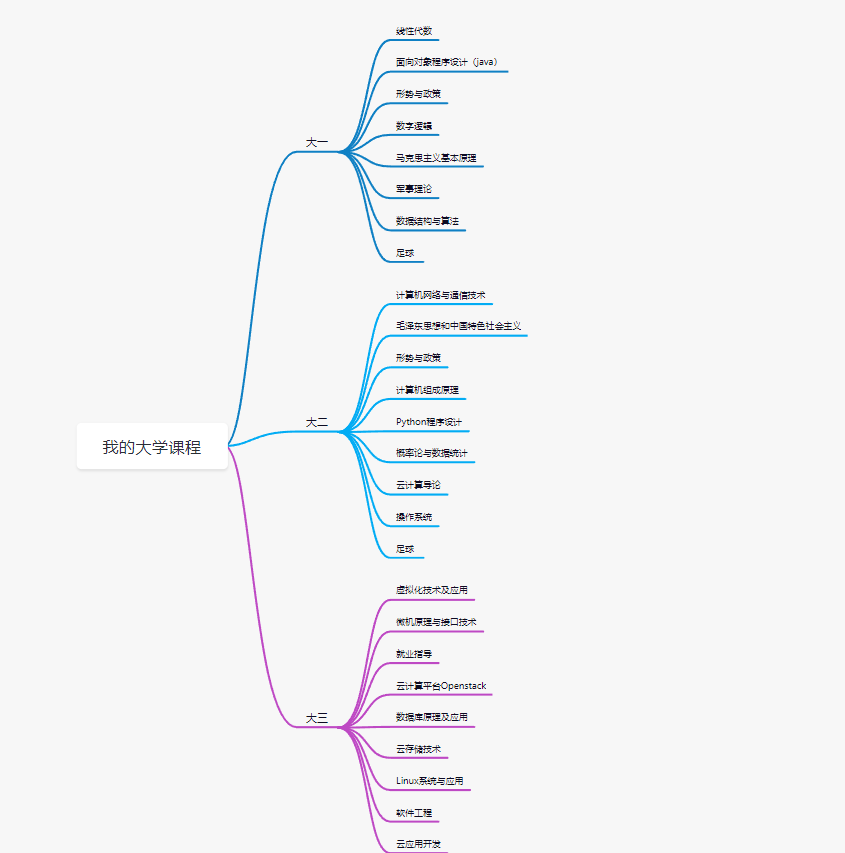 我的大学课程
大一
线性代数
面向对象程序设计（java）
形势与政策
数字逻辑
马克思主义基本原理
军事理论
数据结构与算法
足球
大二
计算机网络与通信技术
毛泽东思想和中国特色社会主义
形势与政策
计算机组成原理
Python程序设计
概率论与数据统计
云计算导论
操作系统
足球
大三
虚拟化技术及应用
微机原理与接口技术
就业指导
云计算平台Openstack
数据库原理及应用
云存储技术
Linux系统与应用
软件工程
云应用开发